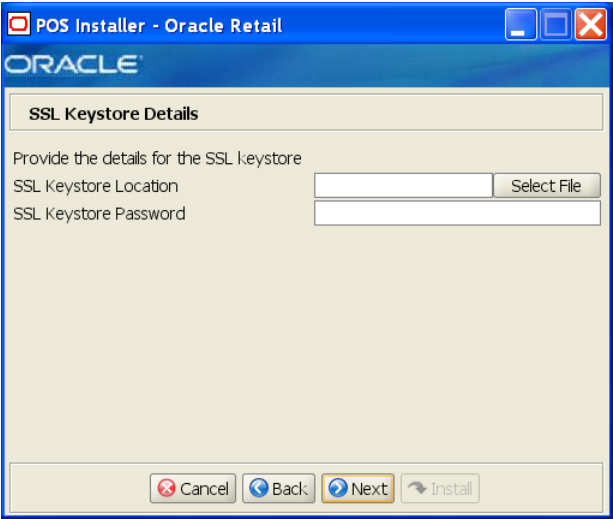 POS Installer - Oracle Retail
ORACLE
SSL Keystore Details
Provide the details for the SSL keystore
SSL Keystore Location
Select File
SSL Keystore Password
Cancel Back Next Install